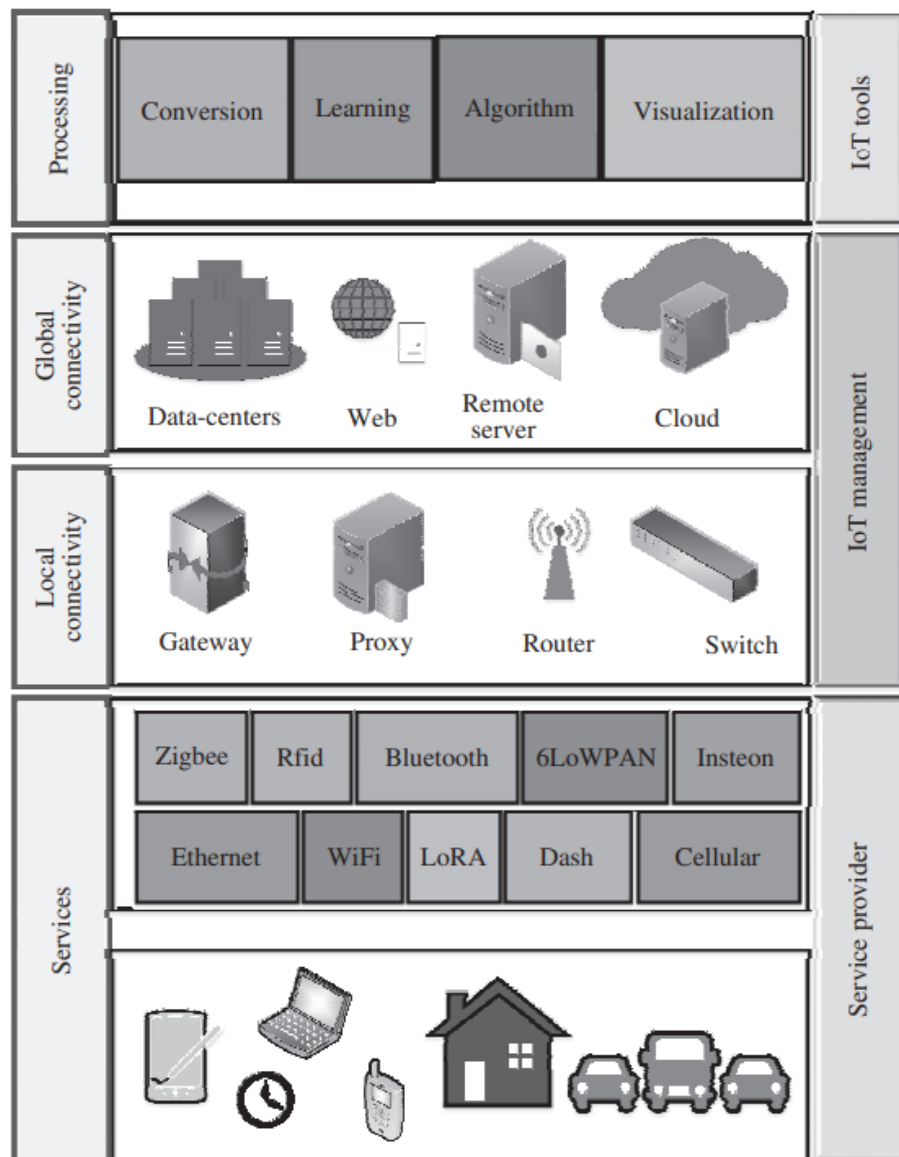 Processing
Conversion
Learning
Algorithm
Visualization
IoT tools
Global
connectivity
Data-centers
Web
Remote
server
Cloud
IoT management
Local
connectivity
Gateway
Proxy
Router
Switch
Services
Zigbee
Rfid
Bluetooth
6LoWPAN
Insteon
Ethernet
WiFi
LoRA
Dash
Cellular
Service provider